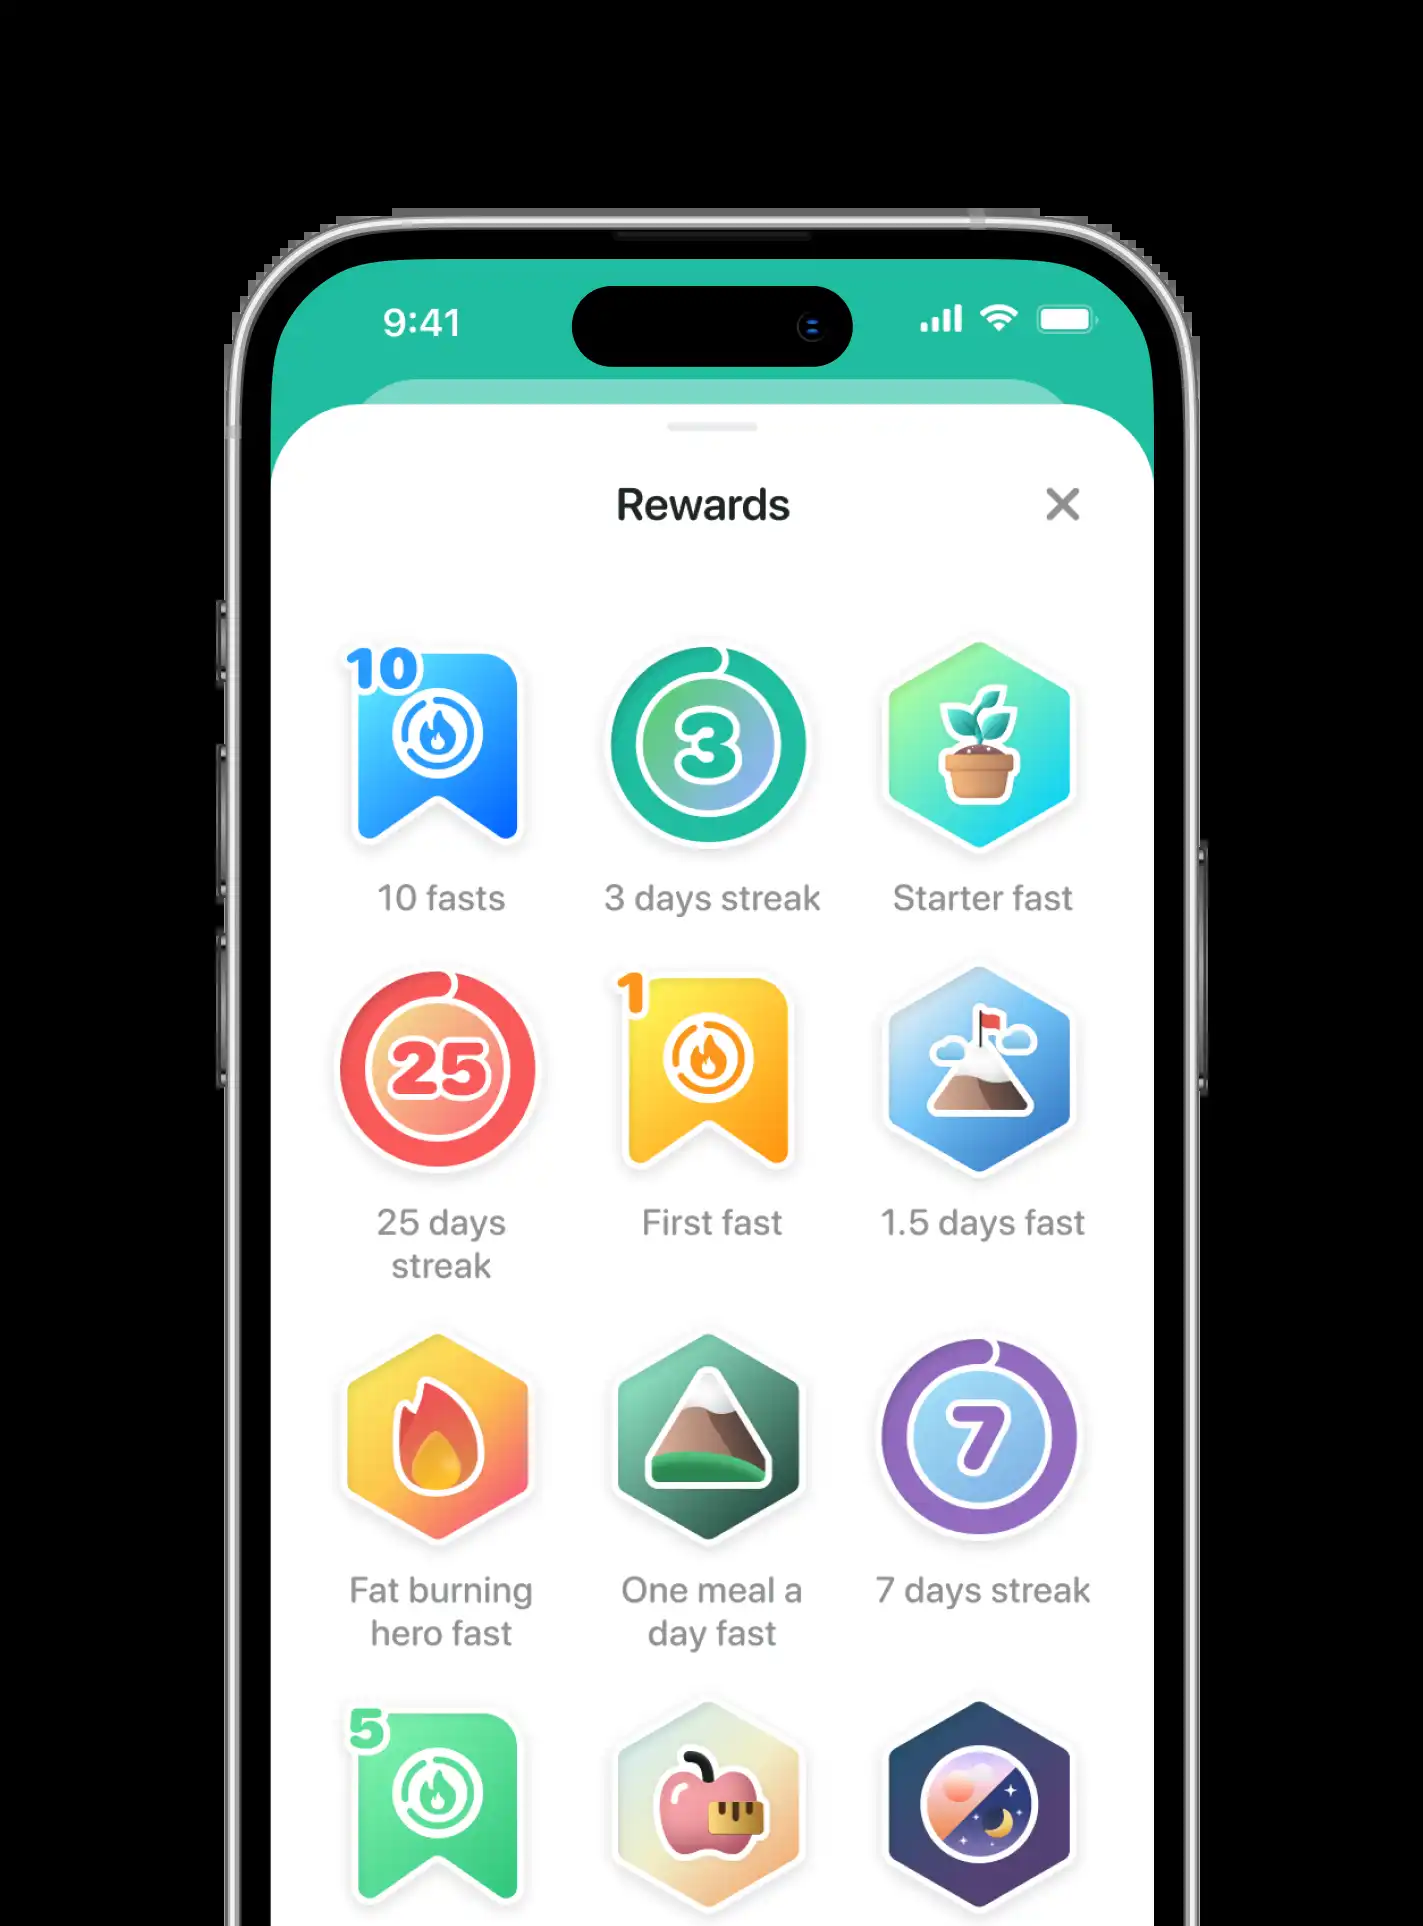 9:41
Rewards
10
3
10 fasts
3 days streak
Starter fast
25
1
25 days
streak
First fast
1.5 days fast
7
Fat burning
hero fast
One meal a
day fast
7 days streak
5